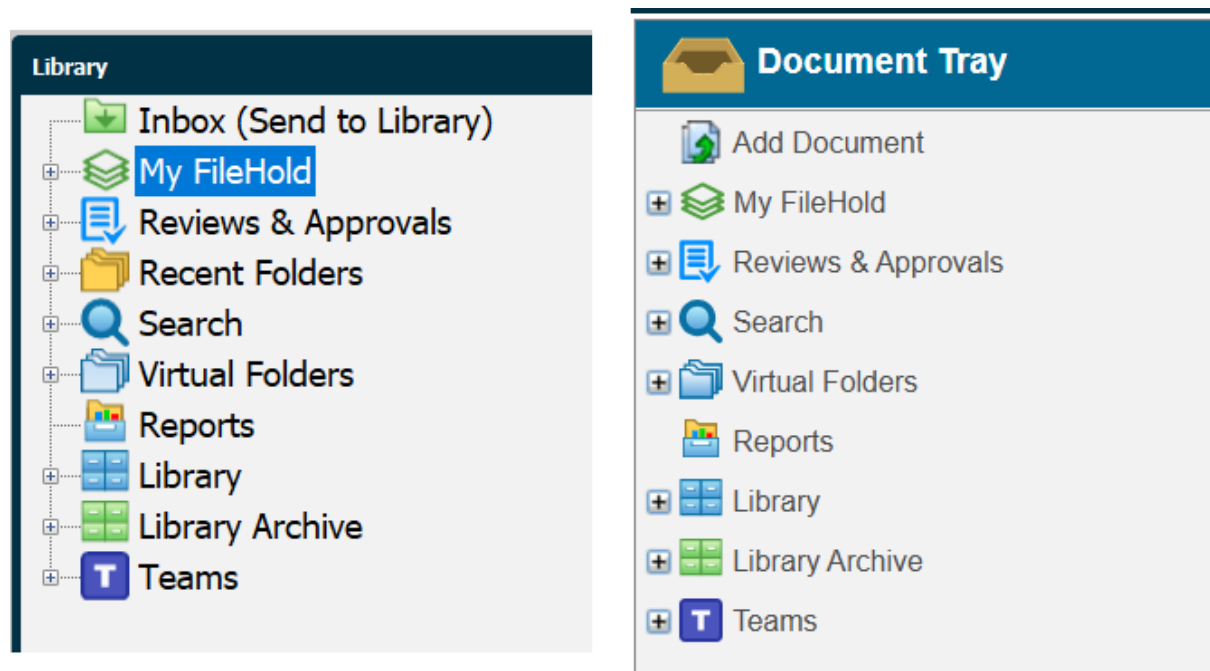 Library
Inbox (Send to Library)
My FileHold
Reviews & Approvals
Recent Folders
Search
Virtual Folders
Reports
Library
Library Archive
T Teams
Document Tray
Add Document
My FileHold
Reviews & Approvals
Search
Virtual Folders
Reports
Library
Library Archive
T Teams